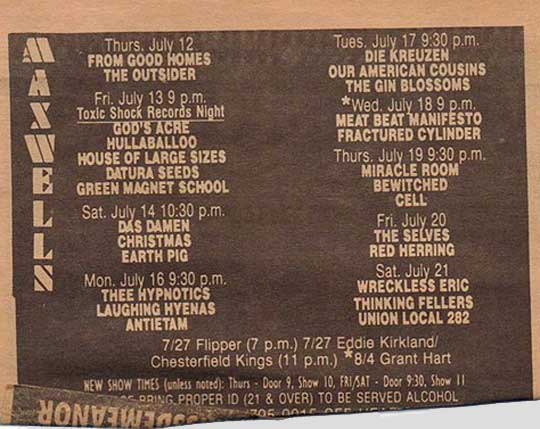 MAXWELLS
Thurs. July 12
FROM GOOD HOMES
THE OUTSIDER
Fri. July 13 9 p.m.
Toxic Shock Records Night
GOD'S ACRE
HULLABALLOO
HOUSE OF LARGE SIZES
DATURA SEEDS
GREEN MAGNET SCHOOL
Sat. July 14 10:30 p.m.
DAS DAMEN
CHRISTMAS
EARTH PIG
Mon. July 16 9:30 p.m.
THEE HYPNOTICS
LAUGHING HYENAS
ANTIETAM
Tues. July 17 9:30 p.m.
DIE KREUZEN
OUR AMERICAN COUSINS
THE GIN BLOSSOMS
*Wed. July 18 9 p.m.
MEAT BEAT MANIFESTO
FRACTURED CYLINDER
Thurs. July 19 9:30 p.m.
MIRACLE ROOM
BEWITCHED
CELL
Fri. July 20
THE SELVES
RED HERRING
Sat. July 21
WRECKLESS ERIC
THINKING FELLERS
UNION LOCAL 282
7/27 Flipper (7 p.m.) 7/27 Eddie Kirkland/
Chesterfield Kings (11 p.m.) *8/4 Grant Hart
NEW SHOW TIMES (unless noted): Thurs - Door 9, Show 10, FRI/SAT - Door 9:30, Show 11
BRING PROPER ID (21 & OVER) TO BE SERVED ALCOHOL